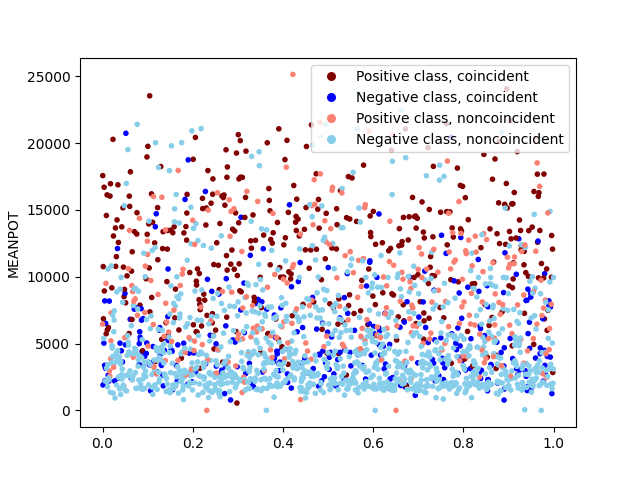 25000
20000
15000
10000
5000
0
MEANPOT
0.0 0.2 0.4 0.6 0.8 1.0
Positive class, coincident
Negative class, coincident
Positive class, noncoincident
Negative class, noncoincident